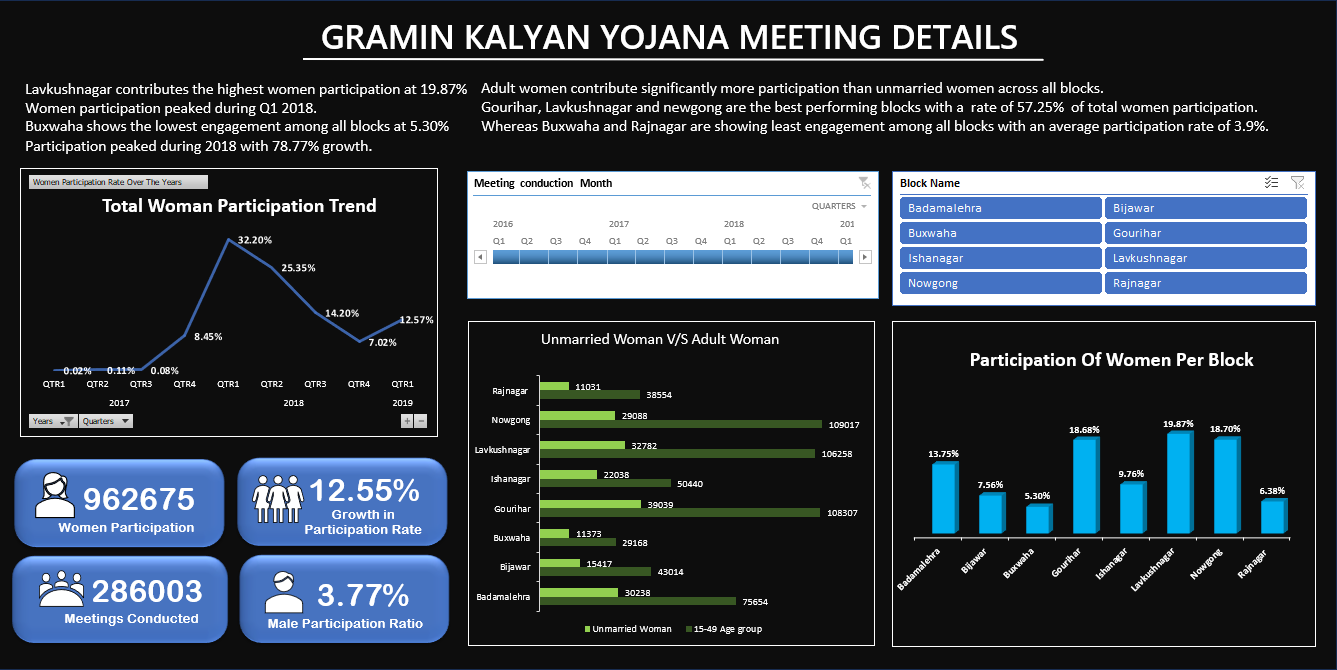 GRAMIN KALYAN YOJANA MEETING DETAILS
Lavkushnagar contributes the highest women participation at 19.87%
Women participation peaked during Q1 2018.
Buxwaha shows the lowest engagement among all blocks at 5.30%
Participation peaked during 2018 with 78.77% growth.
Adult women contribute significantly more participation than unmarried women across all blocks.
Gourihar, Lavkushnagar and newgong are the best performing blocks with a rate of 57.25% of total women participation.
Whereas Buxwaha and Rajnagar are showing least engagement among all blocks with an average participation rate of 3.9%.
Women Participation Rate Over The Years
Total Woman Participation Trend
32.20%
25.35%
14.20%
12.57%
8.45%
7.02%
0.02% 0.11% 0.08%
QTR1 QTR2 QTR3 QTR4 QTR1 QTR2 QTR3 QTR4 QTR1
2017 2018 2019
Years Quarters + −
Meeting conduction Month
QUARTERS
2016 2017 2018 201
Q1 Q2 Q3 Q4 Q1 Q2 Q3 Q4 Q1 Q2 Q3 Q4 Q1
Block Name
Badamalehra Bijawar
Buxwaha Gourihar
Ishanagar Lavkushnagar
Nowgong Rajnagar
962675
Women Participation
12.55%
Growth in
Participation Rate
286003
Meetings Conducted
3.77%
Male Participation Ratio
Unmarried Woman V/S Adult Woman
Rajnagar 11031 38554
Nowgong 29088 109017
Lavkushnagar 32782 106258
Ishanagar 22038 50440
Gourihar 39039 108307
Buxwaha 11373 29168
Bijawar 15417 43014
Badamalehra 30238 75654
Unmarried Woman 15-49 Age group
Participation Of Women Per Block
13.75% 7.56% 5.30% 18.68% 9.76% 19.87% 18.70% 6.38%
Badamalehra Bijawar Buxwaha Gourihar Ishanagar Lavkushnagar Nowgong Rajnagar